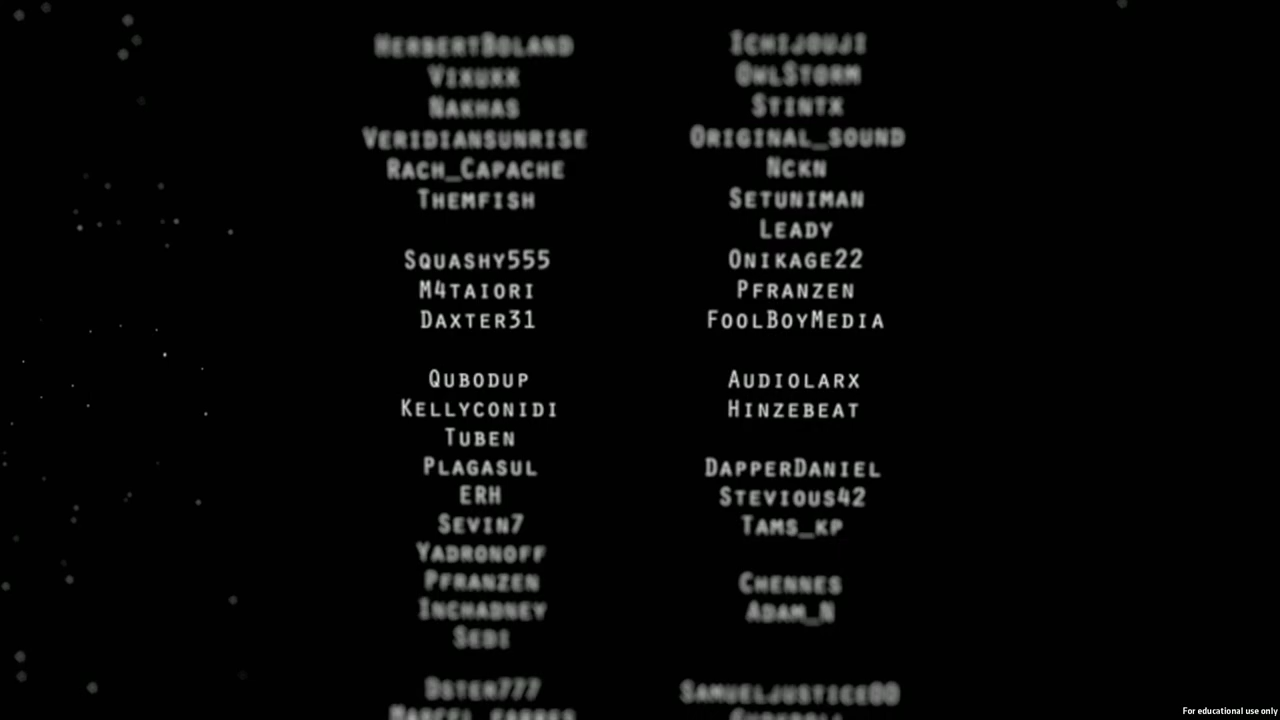 HerbertBoland
Vixuxx
Nakhas
Veridiansunrise
Rach_Capache
Themfish
Squashy555
M4taiori
Daxter31
Qubodup
Kellyconidi
Tuben
Plagasul
ERH
Sevin7
Yadronoff
Pfranzen
Inchadney
Sedi
Dster777
Ichijouji
OwlStorm
Stintx
Original_sound
Nckn
Setuniman
Leady
Onikage22
Pfranzen
FoolBoyMedia
Audiolarx
Hinzebeat
DapperDaniel
Stevious42
Tams_kp
Chennes
Adam_N
Samueljustice00
For educational use only